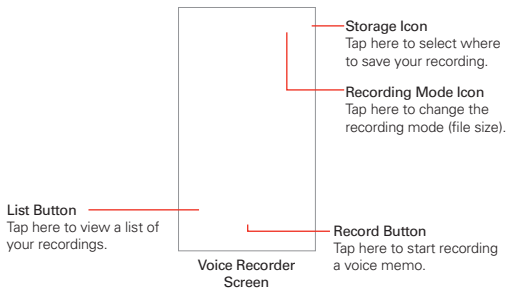 Storage Icon
Tap here to select where
to save your recording.
Recording Mode Icon
Tap here to change the
recording mode (file size).
List Button
Tap here to view a list of
your recordings.
Record Button
Tap here to start recording
a voice memo.
Voice Recorder
Screen